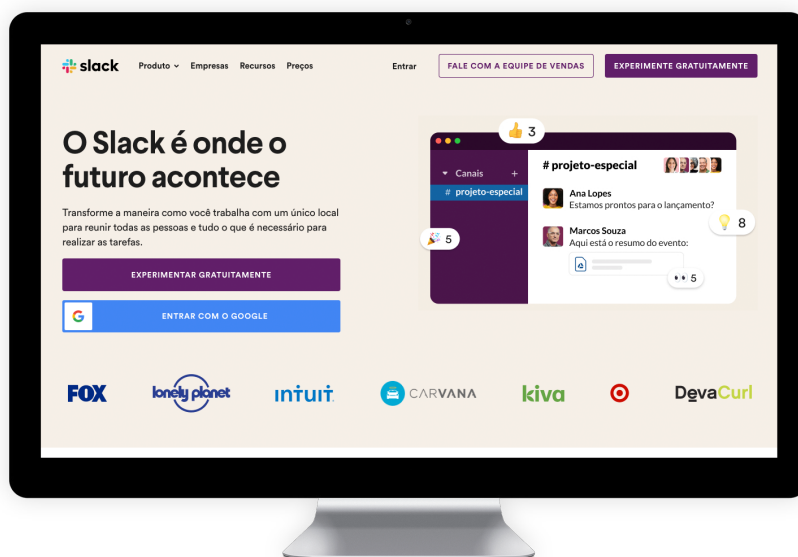 slack
Produto Empresas Recursos Preços
Entrar
FALE COM A EQUIPE DE VENDAS
EXPERIMENTE GRATUITAMENTE
O Slack é onde o
futuro acontece
Transforme a maneira como você trabalha com um único local
para reunir todas as pessoas e tudo o que é necessário para
realizar as tarefas.
EXPERIMENTAR GRATUITAMENTE
G ENTRAR COM O GOOGLE
👍 3
Canais +
# projeto-especial
🎉 5
# projeto-especial
Ana Lopes
Estamos prontos para o lançamento?
💡 8
Marcos Souza
Aqui está o resumo do evento:
👀 5
FOX
lonely planet
intuit
CARVANA
kiva
DevaCurl